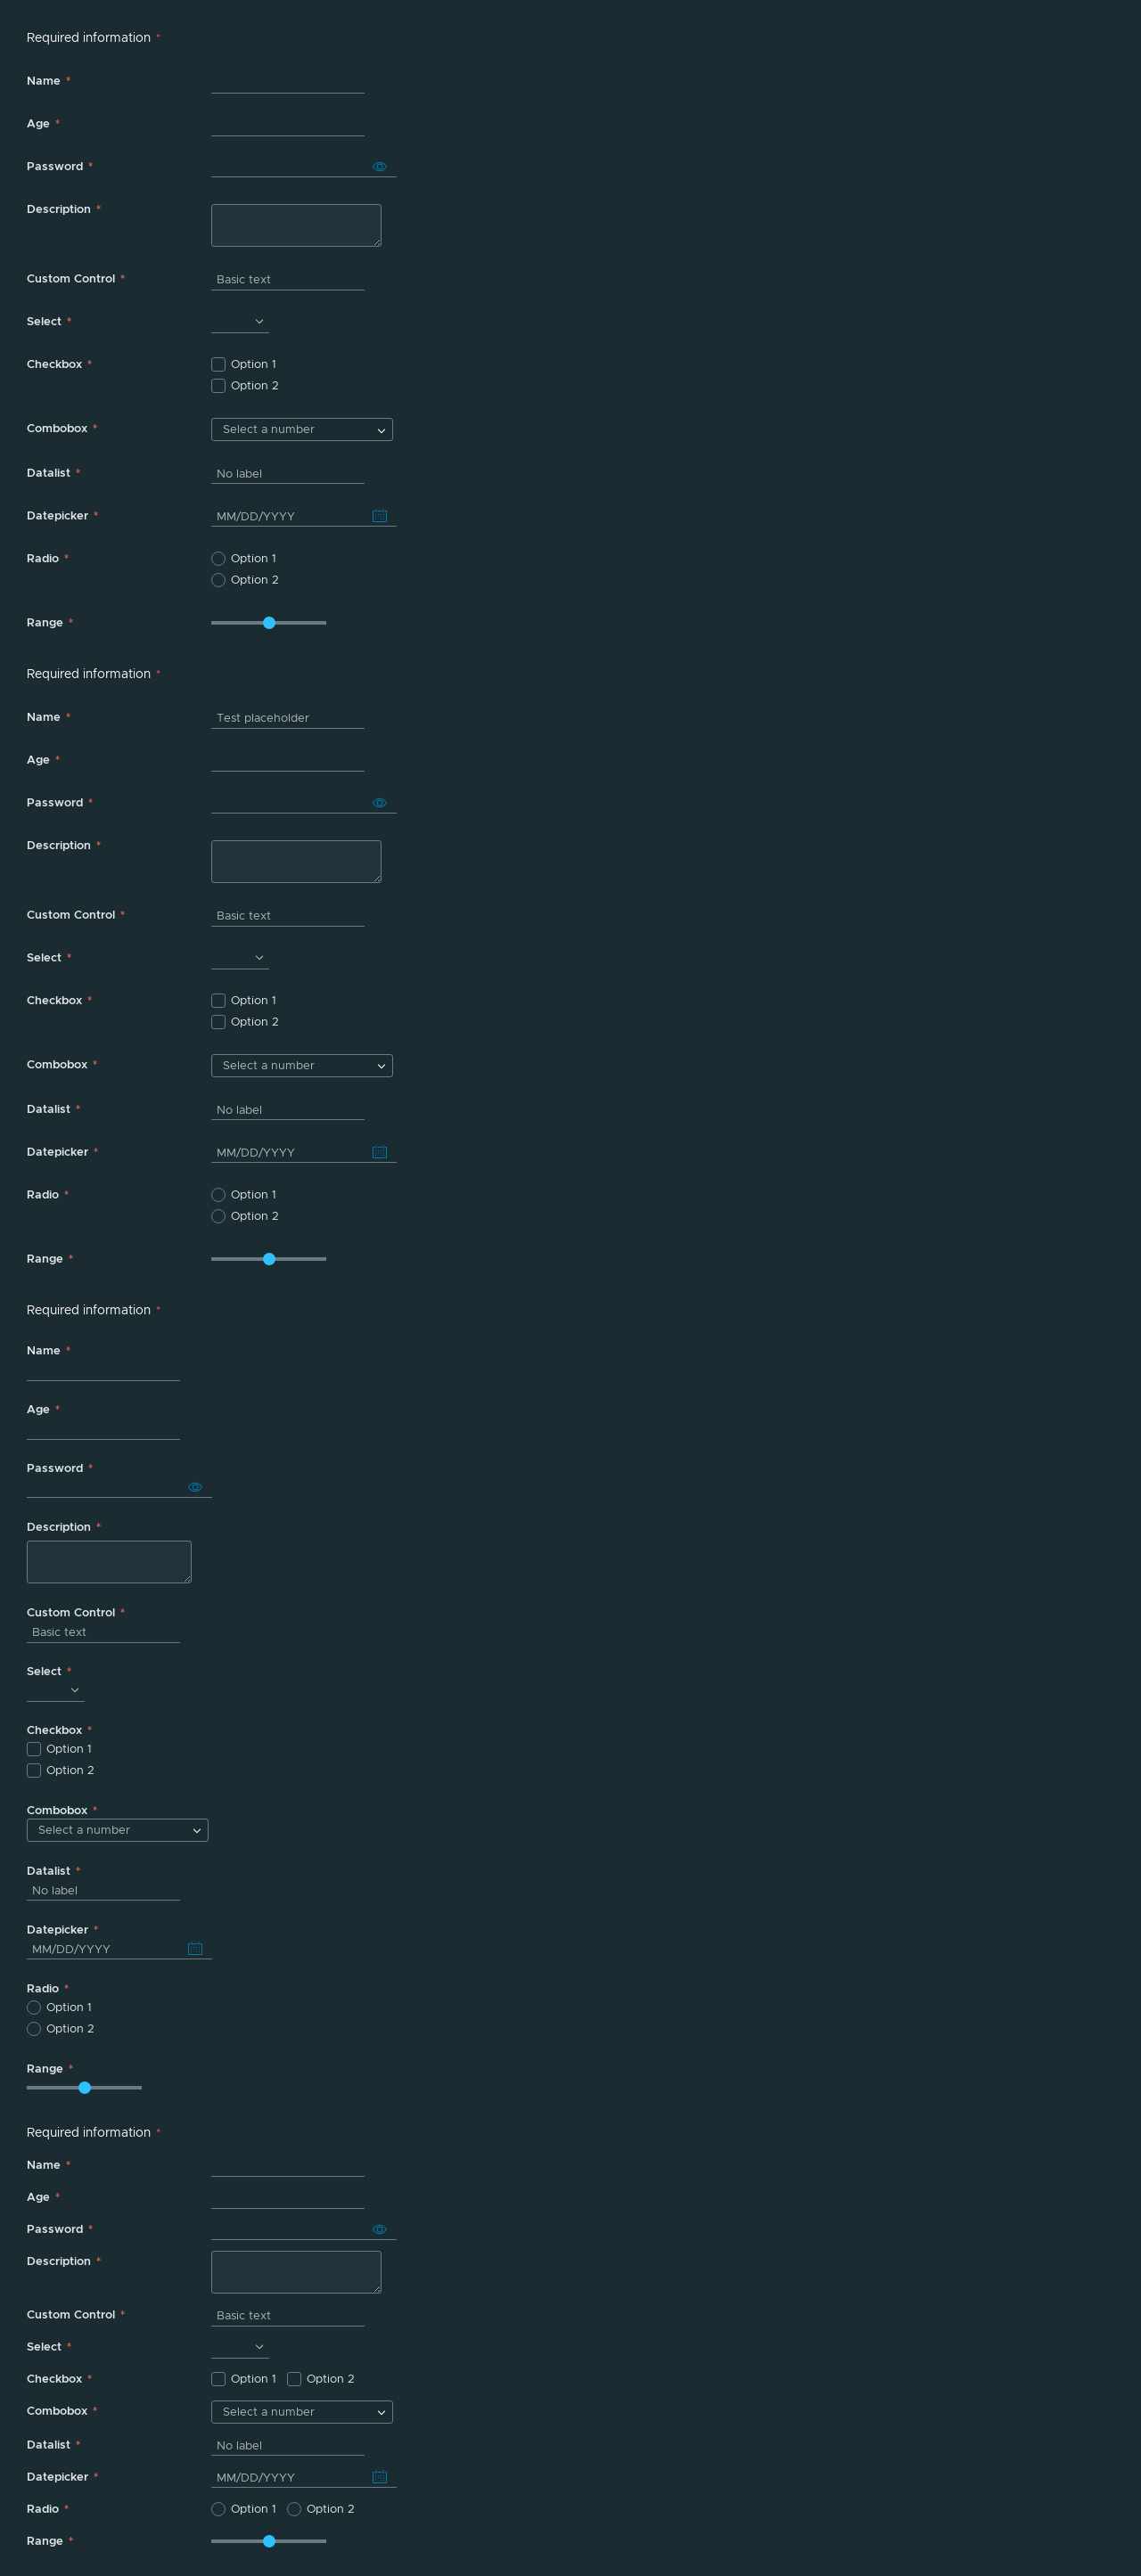 Required information *
Name *
Age *
Password *
Description *
Custom Control * Basic text
Select *
Checkbox * Option 1
Option 2
Combobox * Select a number
Datalist * No label
Datepicker * MM/DD/YYYY
Radio * Option 1
Option 2
Range *
Required information *
Name * Test placeholder
Age *
Password *
Description *
Custom Control * Basic text
Select *
Checkbox * Option 1
Option 2
Combobox * Select a number
Datalist * No label
Datepicker * MM/DD/YYYY
Radio * Option 1
Option 2
Range *
Required information *
Name *
Age *
Password *
Description *
Custom Control *
Basic text
Select *
Checkbox *
Option 1
Option 2
Combobox *
Select a number
Datalist *
No label
Datepicker *
MM/DD/YYYY
Radio *
Option 1
Option 2
Range *
Required information *
Name *
Age *
Password *
Description *
Custom Control * Basic text
Select *
Checkbox * Option 1 Option 2
Combobox * Select a number
Datalist * No label
Datepicker * MM/DD/YYYY
Radio * Option 1 Option 2
Range *